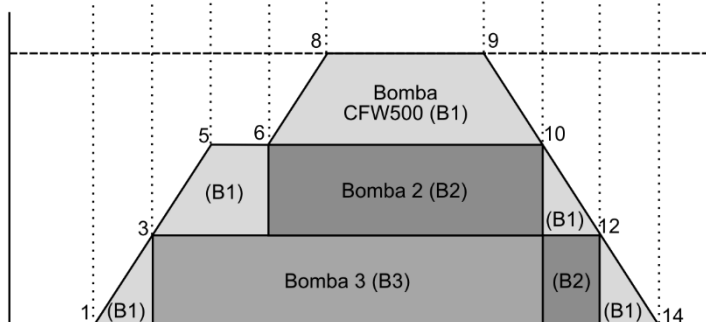 8
9
Bomba
CFW500 (B1)
5
6
10
(B1)
Bomba 2 (B2)
(B1)
3
12
Bomba 3 (B3)
(B2)
1
(B1)
(B1)
14